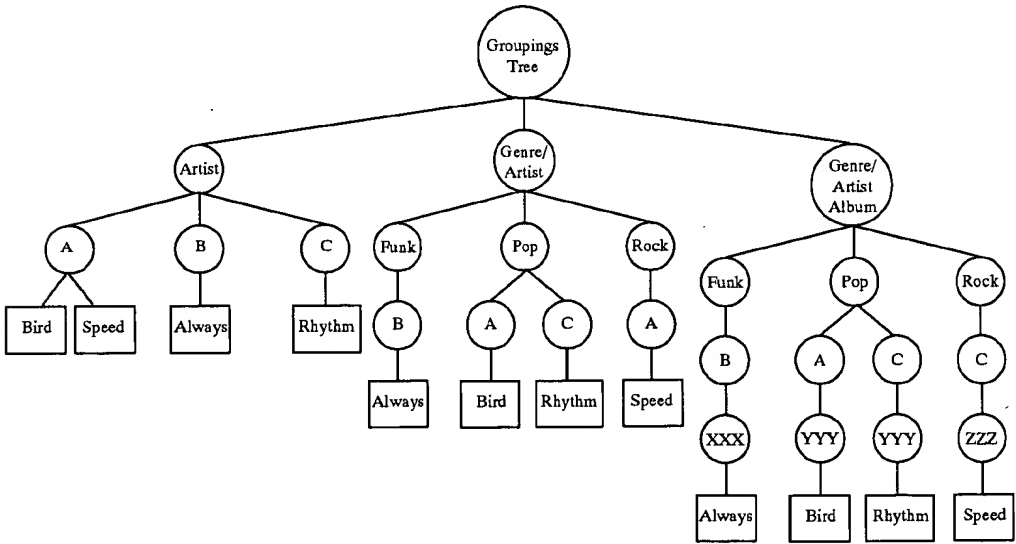 Groupings
Tree
Artist
Genre/
Artist
Genre/
Artist
Album
A
B
C
Funk
Pop
Rock
Funk
Pop
Rock
Bird
Speed
Always
Rhythm
B
A
C
A
B
A
C
C
Always
Bird
Rhythm
Speed
XXX
YYY
YYY
ZZZ
Always
Bird
Rhythm
Speed